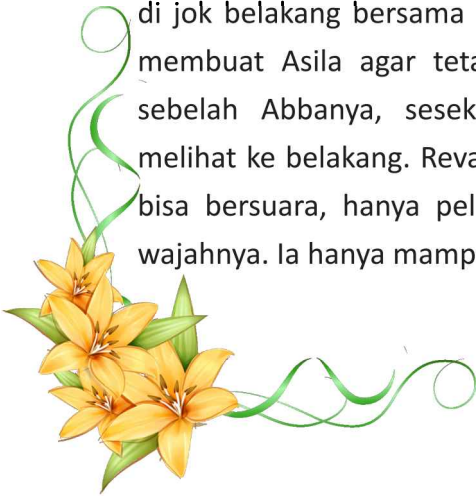 di jok belakang bersama
membuat Asila agar teta
sebelah Abbanya, sesek
melihat ke belakang. Reva
bisa bersuara, hanya pel
wajahnya. Ia hanya mamp